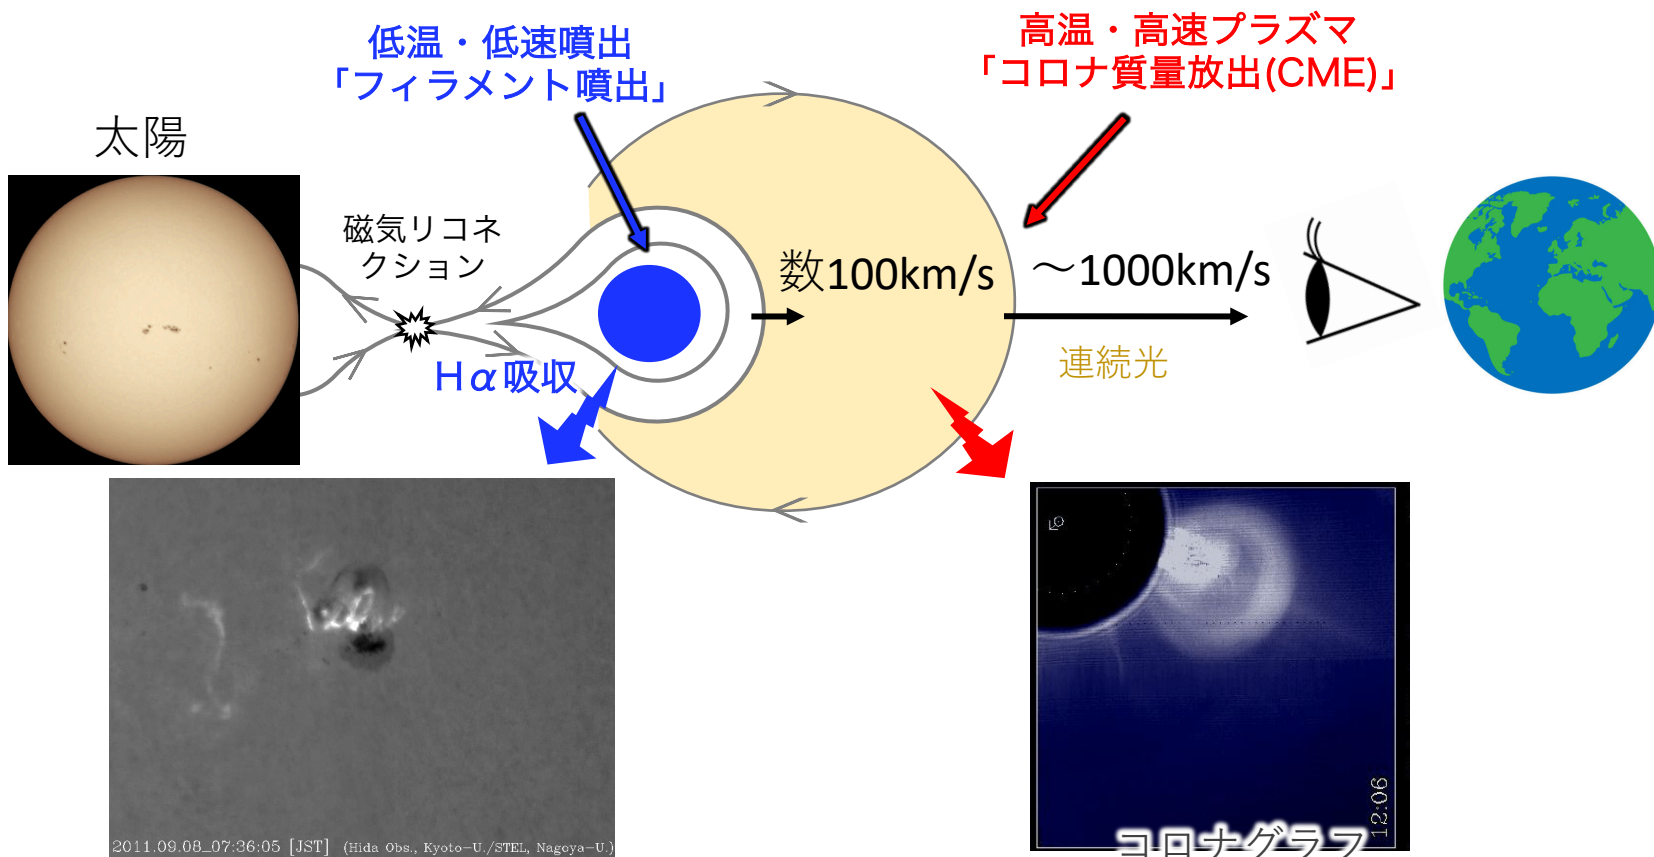 低温・低速噴出
「フィラメント噴出」
高温・高速プラズマ
「コロナ質量放出(CME)」
太陽
磁気リコネ
クション
数100km/s
～1000km/s
連続光
Hα吸収
2011.09.08_07:36:05 [JST] (Hida Obs., Kyoto-U./STEL, Nagoya-U.)
12:06
コロナグラフ